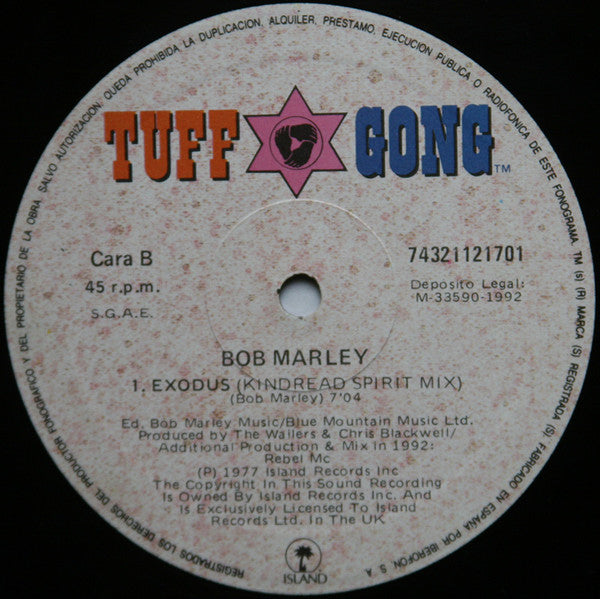 REGISTRADOS LOS DERECHOS DEL PRODUCTOR FONOGRAFICO Y DEL PROPIETARIO DE LA OBRA. SALVO AUTORIZACION, QUEDA PROHIBIDA LA DUPLICACION, ALQUILER, PRESTAMO, EJECUCION PUBLICA O RADIOFONICA DE ESTE FONOGRAMA. TM (s) (R) MARCA (S) REGISTRADA (S) FABRICADO EN ESPAÑA POR IBEROFON, S. A.
TUFF GONG TM
Cara B
74321121701
45 r.p.m.
Deposito Legal:
S.G.A.E.
M-33590-1992
BOB MARLEY
1. EXODUS (KINDREAD SPIRIT MIX)
(Bob Marley) 7'04
Ed. Bob Marley Music/Blue Mountain Music Ltd.
Produced by The Wailers & Chris Blackwell/
Additional Production & Mix in 1992:
Rebel Mc
(P) 1977 Island Records Inc
The Copyright In This Sound Recording
Is Owned By Island Records Inc. And
is Exclusively Licensed To Island
Records Ltd. In The UK
ISLAND